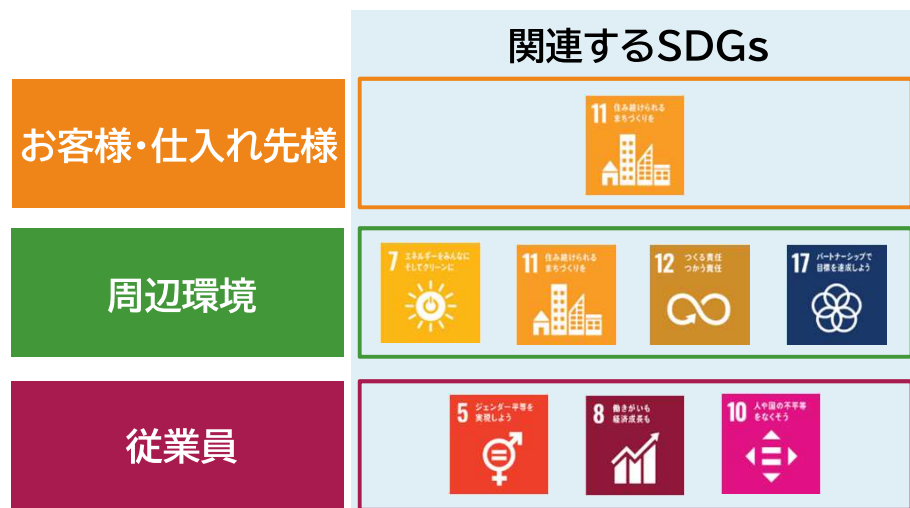 関連するSDGs
お客様・仕入れ先様
11 住み続けられる
まちづくりを
周辺環境
7 エネルギーをみんなに
そしてクリーンに
11 住み続けられる
まちづくりを
12 つくる責任
つかう責任
17 パートナーシップで
目標を達成しよう
従業員
5 ジェンダー平等を
実現しよう
8 働きがいも
経済成長も
10 人や国の不平等
をなくそう